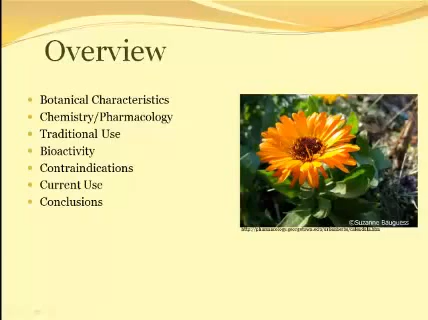 Overview
Botanical Characteristics
Chemistry/Pharmacology
Traditional Use
Bioactivity
Contraindications
Current Use
Conclusions
©Suzanne Bauguess